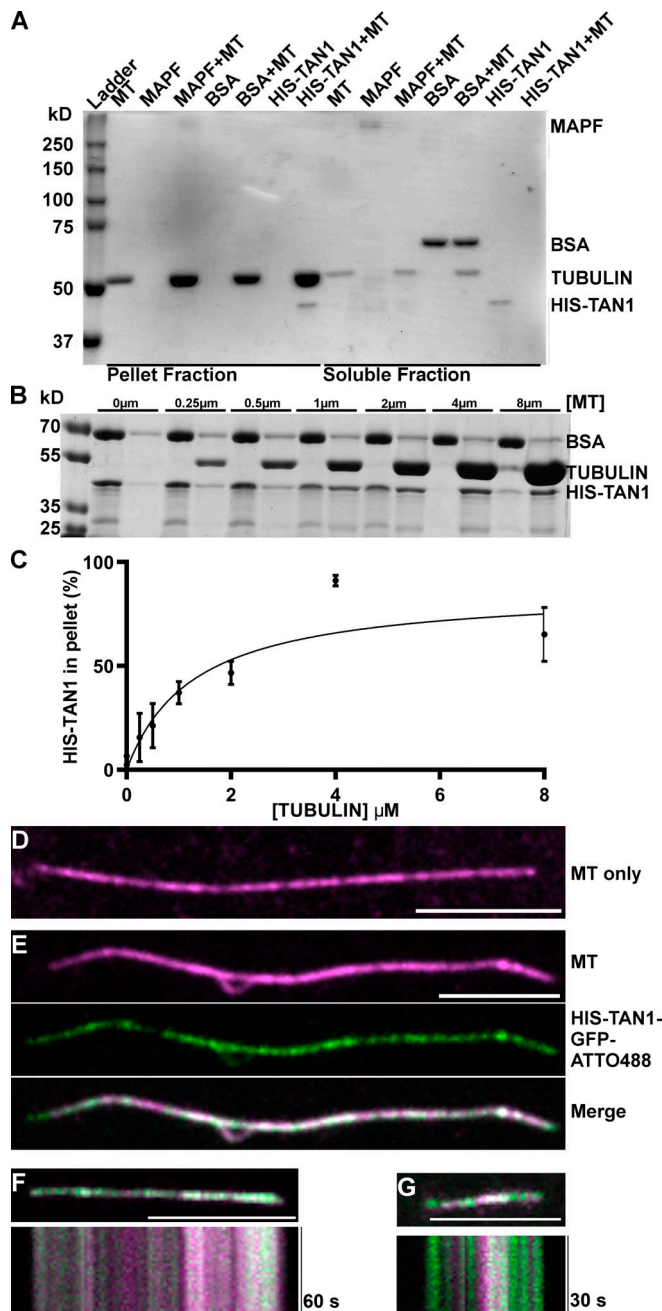 A
kD
Ladder
MT
MAPF
MAPF+MT
BSA
BSA+MT
HIS-TAN1
HIS-TAN1+MT
MT
MAPF
MAPF+MT
BSA
BSA+MT
HIS-TAN1
HIS-TAN1+MT
250
150
100
75
50
37
MAPF
BSA
TUBULIN
HIS-TAN1
Pellet Fraction
Soluble Fraction
B
kD
0µm 0.25µm 0.5µm 1µm 2µm 4µm 8µm [MT]
70
55
35
25
BSA
TUBULIN
HIS-TAN1
C
HIS-TAN1 in pellet (%)
100
50
0
0 2 4 6 8
[TUBULIN] µM
D
MT only
E
MT
HIS-TAN1-
GFP-
ATTO488
Merge
F
60 s
G
30 s